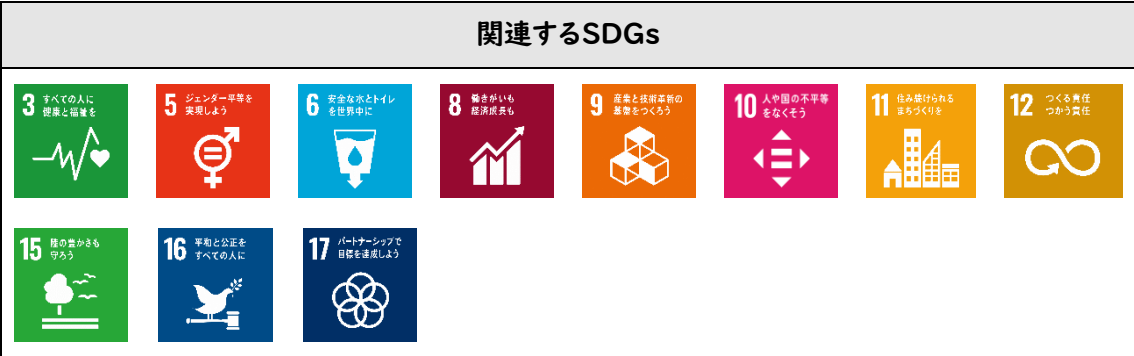 関連するSDGs
3 すべての人に
健康と福祉を
5 ジェンダー平等を
実現しよう
6 安全な水とトイレ
を世界中に
8 働きがいも
経済成長も
9 産業と技術革新の
基盤をつくろう
10 人や国の不平等
をなくそう
11 住み続けられる
まちづくりを
12 つくる責任
つかう責任
15 陸の豊かさも
守ろう
16 平和と公正を
すべての人に
17 パートナーシップで
目標を達成しよう